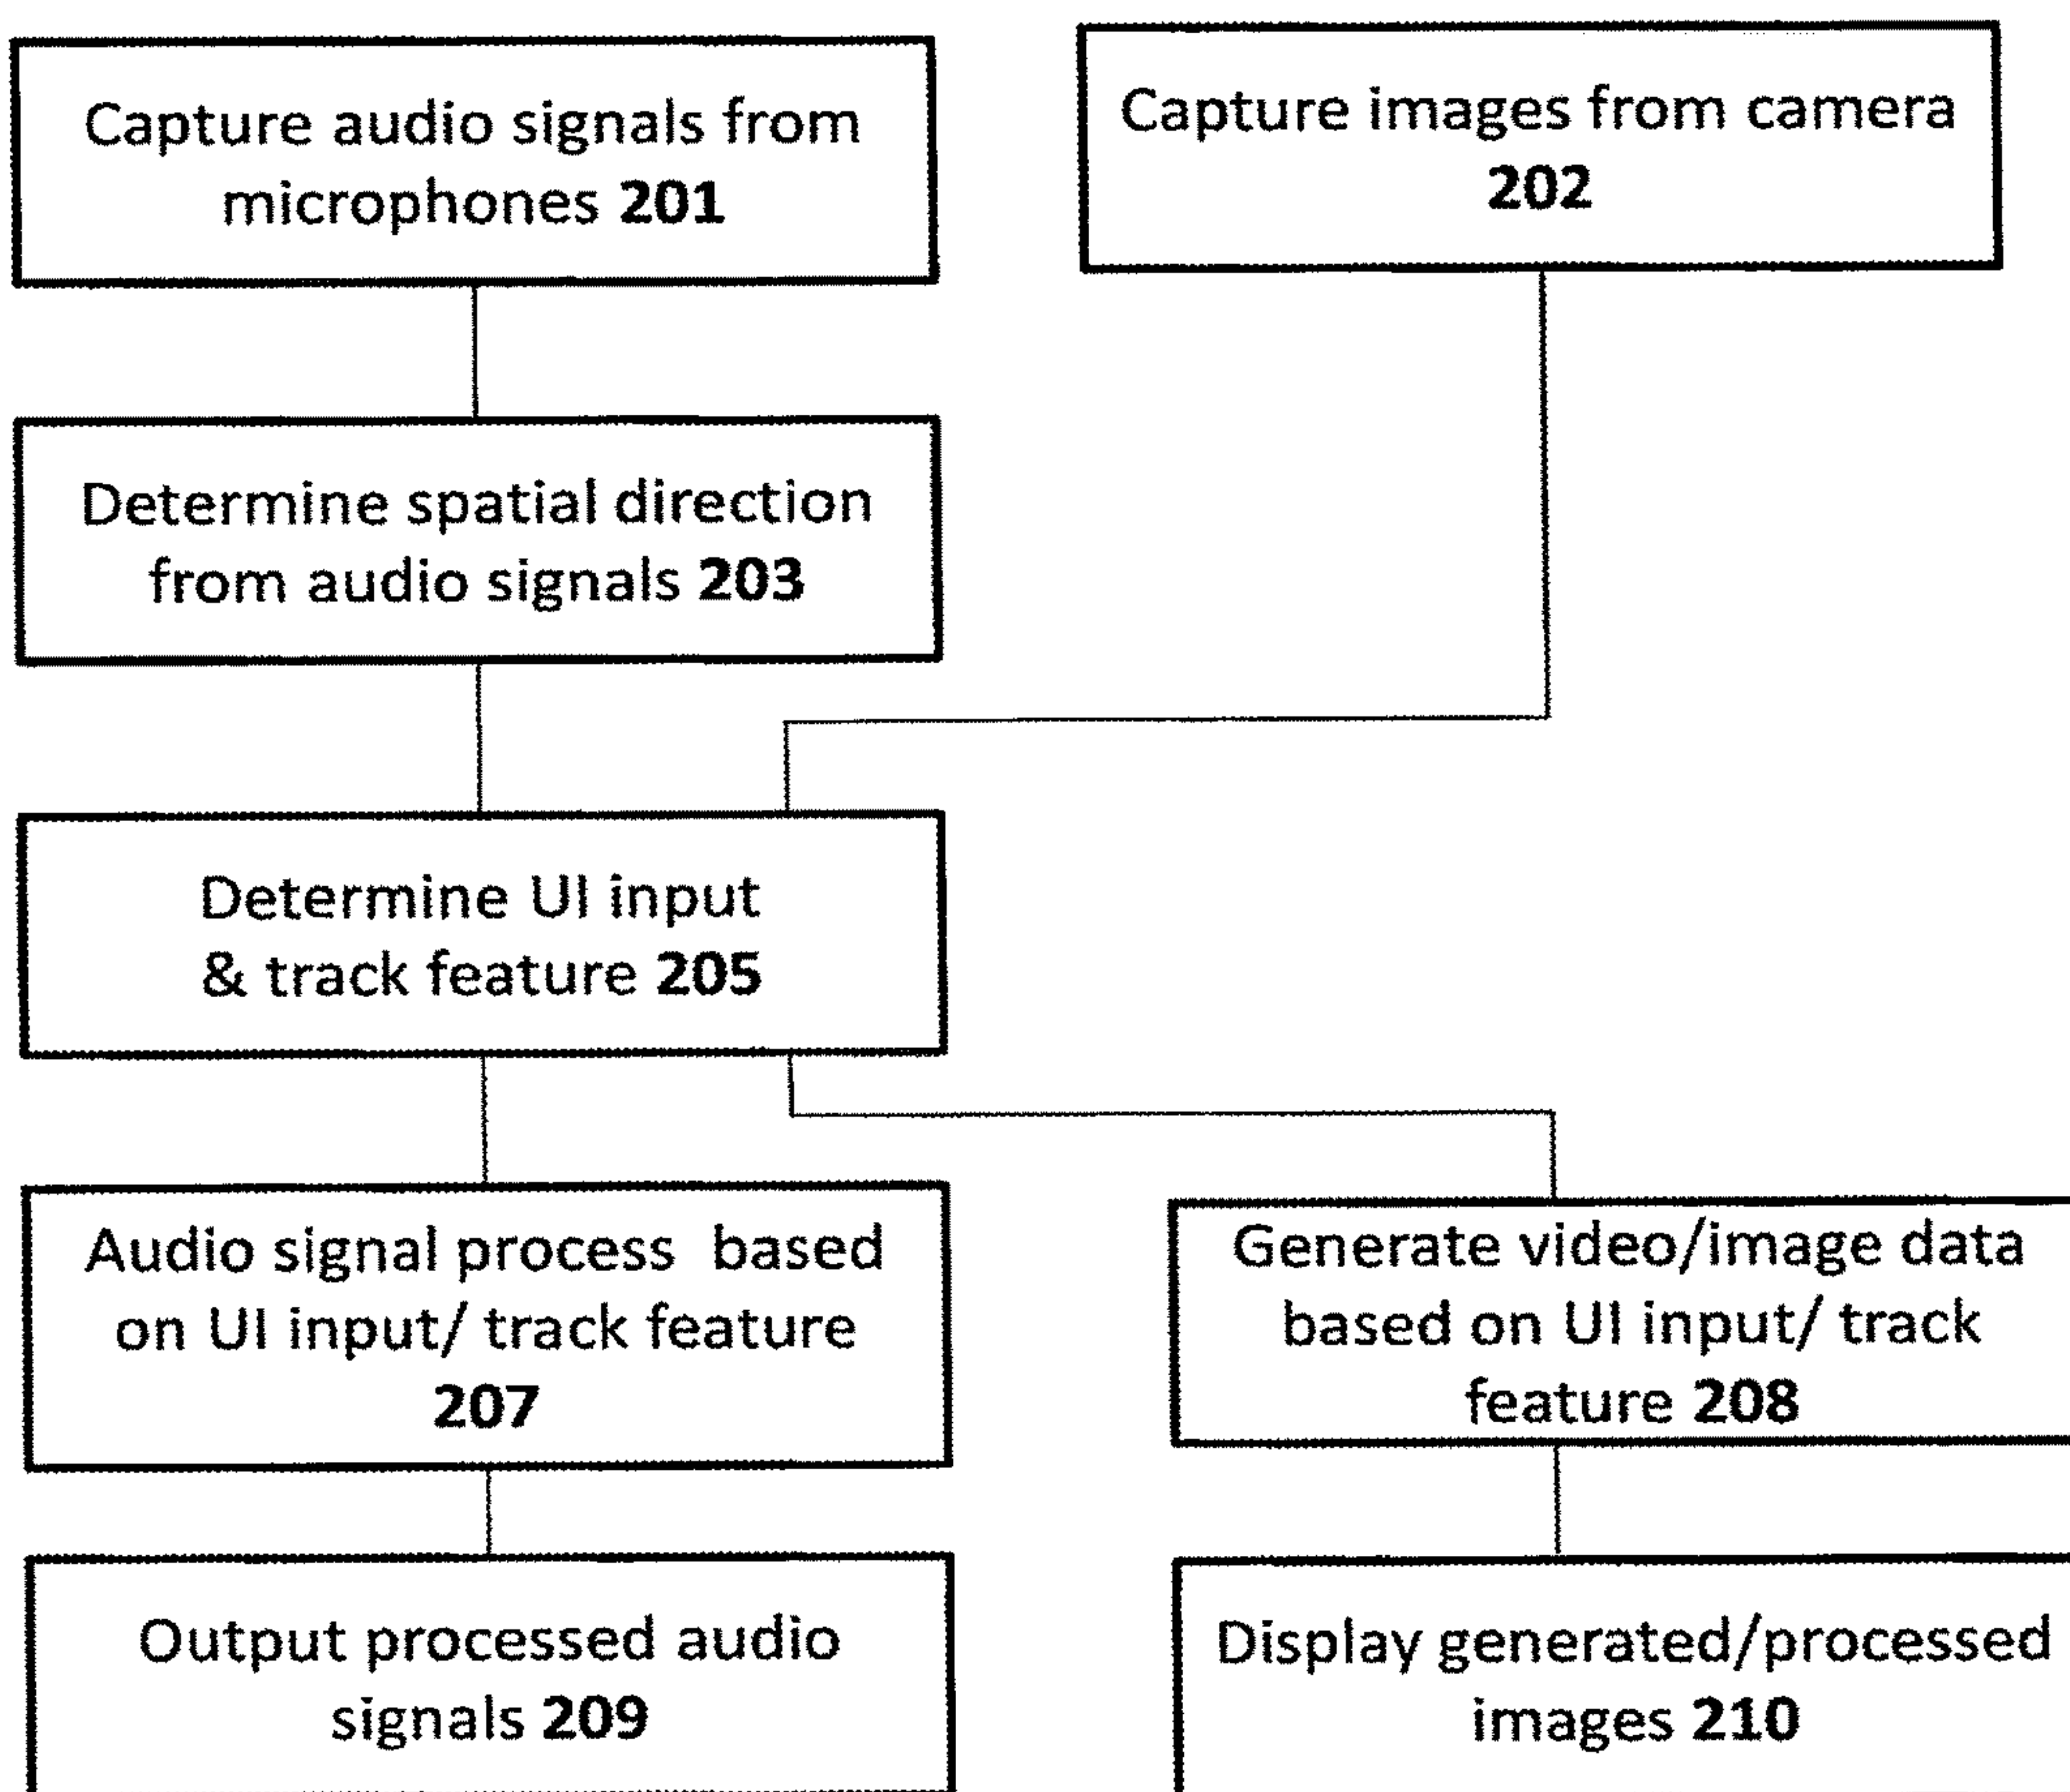 Capture audio signals from
microphones 201
Capture images from camera
202
Determine spatial direction
from audio signals 203
Determine UI input
& track feature 205
Audio signal process based
on UI input/ track feature
207
Generate video/image data
based on UI input/ track
feature 208
Output processed audio
signals 209
Display generated/processed
images 210